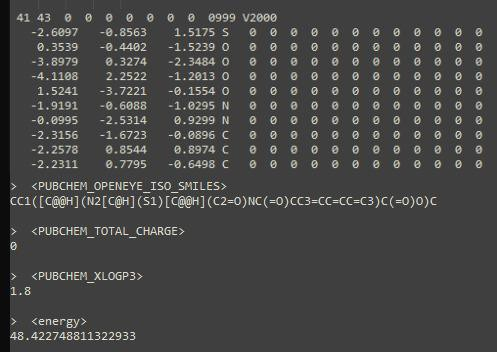 41 43  0  0  0  0  0  0  0  0999 V2000
-2.6097   -0.8563    1.5175 S   0  0  0  0  0  0  0  0  0  0  0  0
0.3539   -0.4402   -1.5239 O   0  0  0  0  0  0  0  0  0  0  0  0
-3.8979    0.3274   -2.3484 O   0  0  0  0  0  0  0  0  0  0  0  0
-4.1108    2.2522   -1.2013 O   0  0  0  0  0  0  0  0  0  0  0  0
1.5241   -3.7221   -0.1554 O   0  0  0  0  0  0  0  0  0  0  0  0
-1.9191   -0.6088   -1.0295 N   0  0  0  0  0  0  0  0  0  0  0  0
-0.0995   -2.5314    0.9299 N   0  0  0  0  0  0  0  0  0  0  0  0
-2.3156   -1.6723   -0.0896 C   0  0  0  0  0  0  0  0  0  0  0  0
-2.2578    0.8544    0.8974 C   0  0  0  0  0  0  0  0  0  0  0  0
-2.2311    0.7795   -0.6498 C   0  0  0  0  0  0  0  0  0  0  0  0
>  <PUBCHEM_OPENEYE_ISO_SMILES>
CC1([C@@H](N2[C@H](S1)[C@@H](C2=O)NC(=O)CC3=CC=CC=C3)C(=O)O)C
>  <PUBCHEM_TOTAL_CHARGE>
0
>  <PUBCHEM_XLOGP3>
1.8
>  <energy>
48.422748811322933